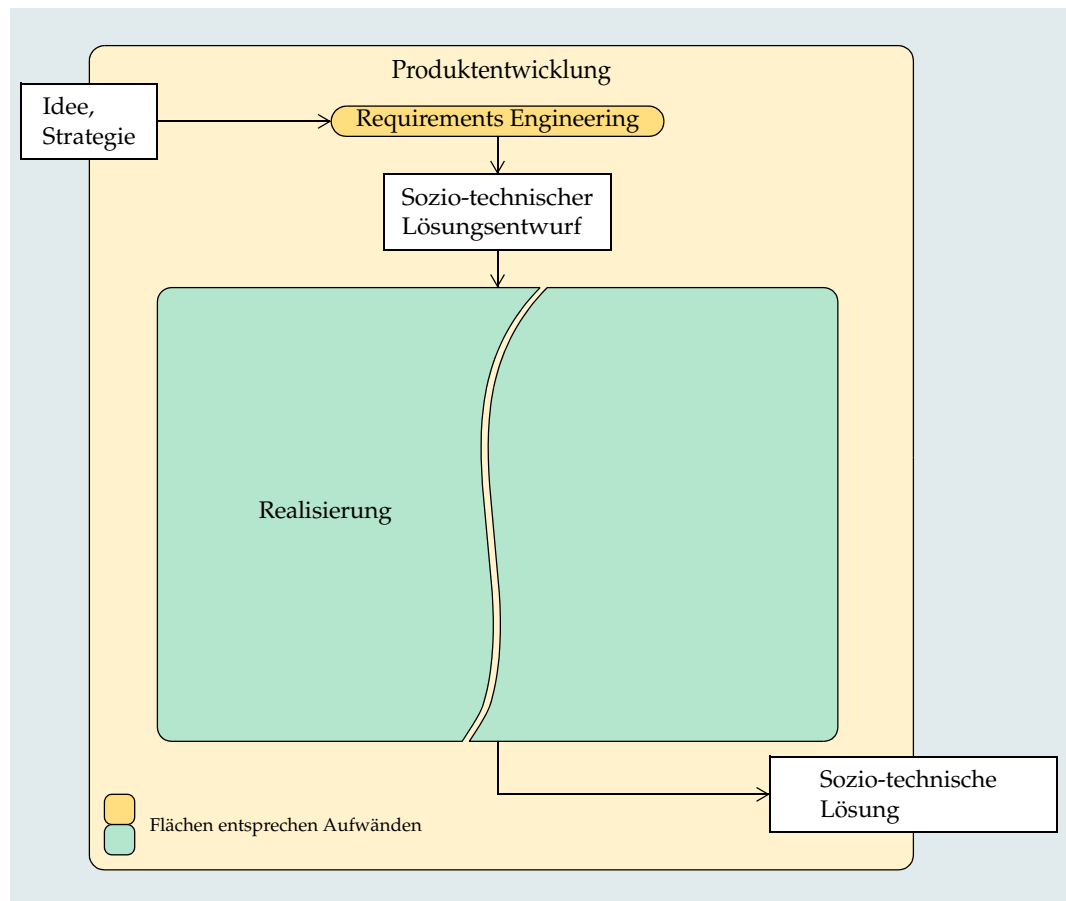 Produktentwicklung
Idee,
Strategie
Requirements Engineering
Sozio-technischer
Lösungsentwurf
Realisierung
Sozio-technische
Lösung
Flächen entsprechen Aufwänden